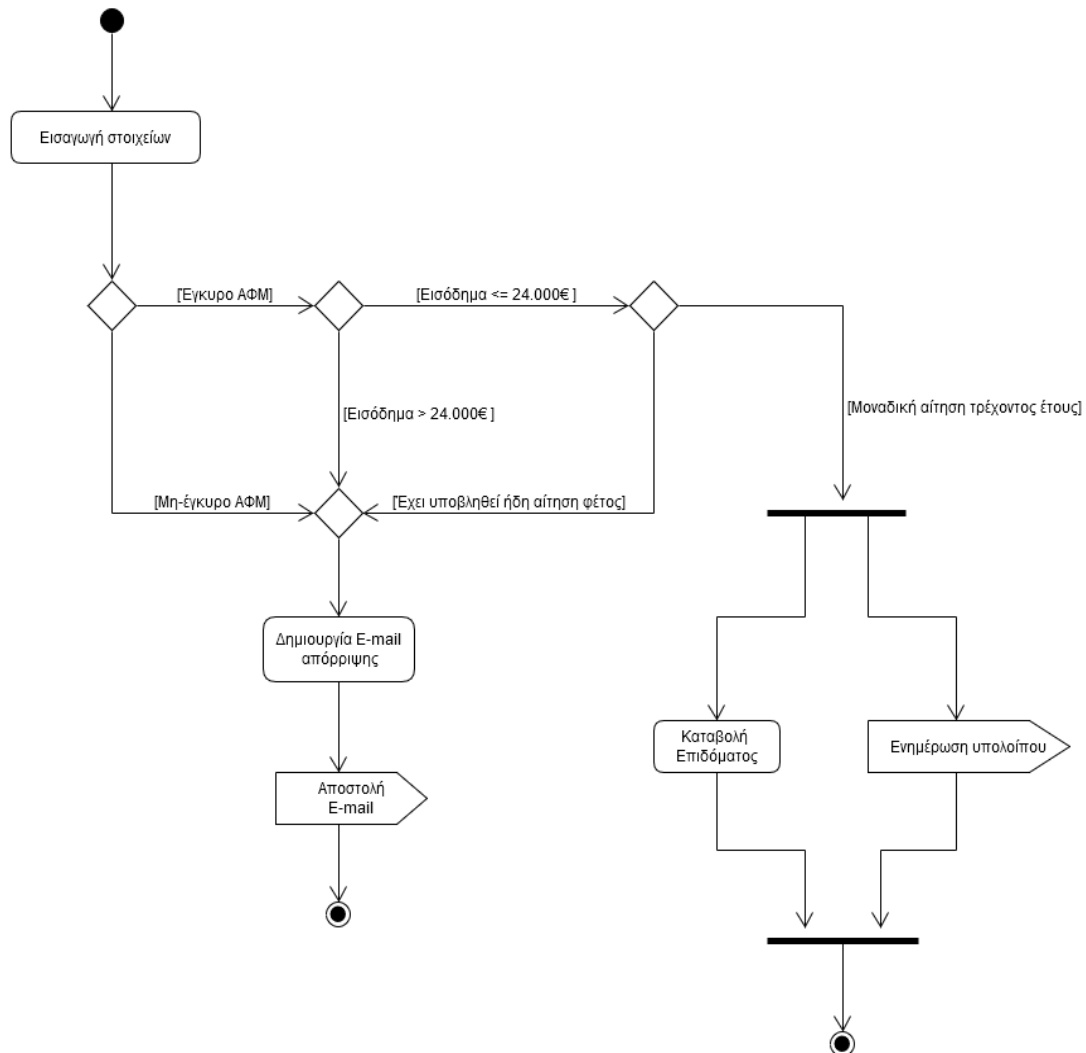 Εισαγωγή στοιχείων
[Έγκυρο ΑΦΜ]
[Εισόδημα <= 24.000€ ]
[Εισόδημα > 24.000€ ]
[Μοναδική αίτηση τρέχοντος έτους]
[Μη-έγκυρο ΑΦΜ]
[Έχει υποβληθεί ήδη αίτηση φέτος]
Δημιουργία E-mail
απόρριψης
Καταβολή
Επιδόματος
Ενημέρωση υπολοίπου
Αποστολή
E-mail